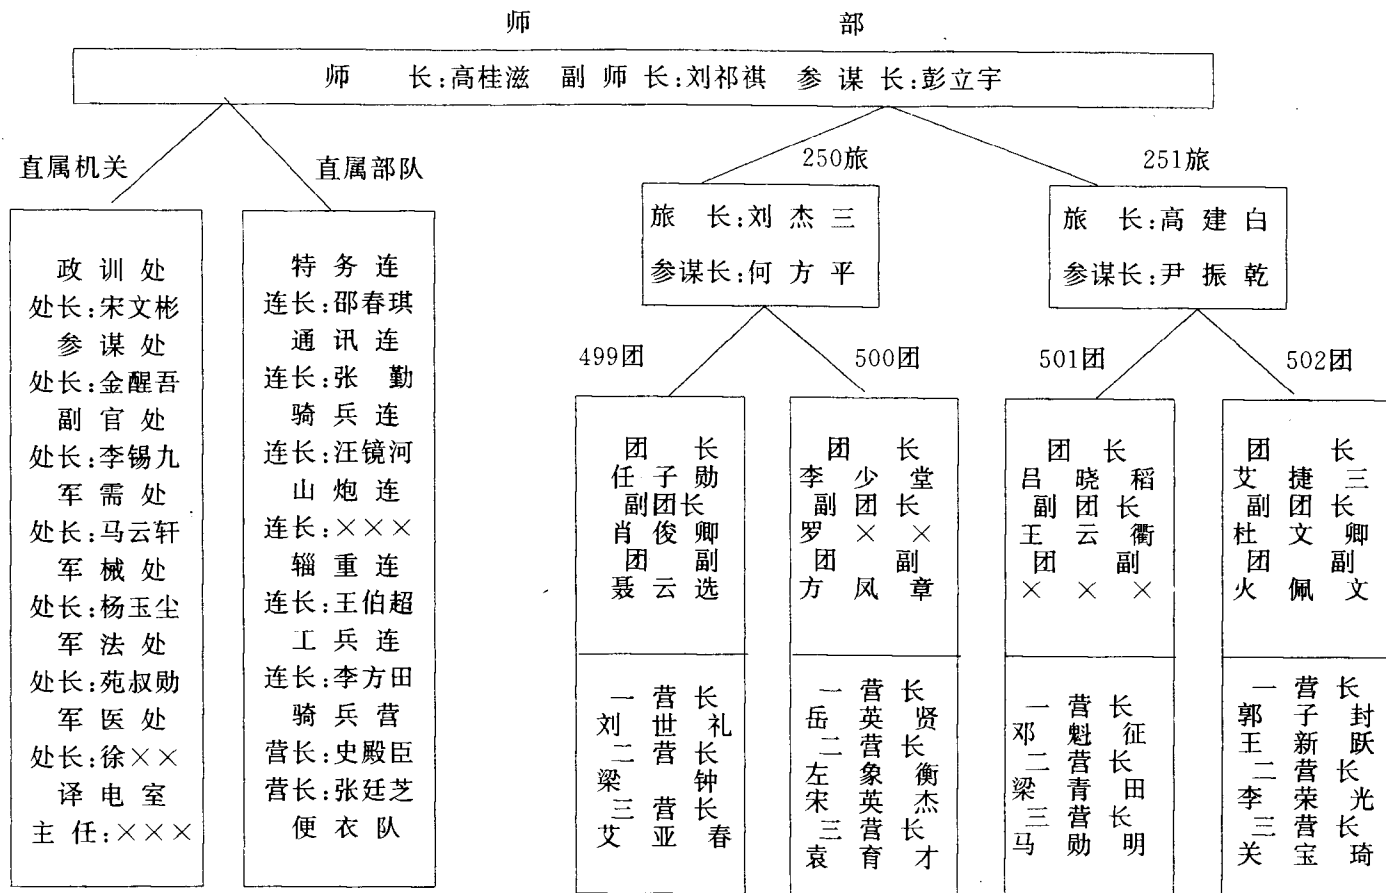 师 部
师 长:高桂滋 副 师 长:刘祁祺 参 谋 长:彭立宇
直属机关
政 训 处
处长:宋文彬
参 谋 处
处长:金醒吾
副 官 处
处长:李锡九
军 需 处
处长:马云轩
军 械 处
处长:杨玉尘
军 法 处
处长:苑叔勋
军 医 处
处长:徐××
译 电 室
主 任:×××
直属部队
特 务 连
连长:邵春琪
通 讯 连
连长:张 勤
骑 兵 连
连长:汪镜河
山 炮 连
连长:×××
辎 重 连
连长:王伯超
工 兵 连
连长:李方田
骑 兵 营
营长:史殿臣
营长:张廷芝
便 衣 队
250旅
旅 长:刘 杰 三
参谋长:何 方 平
499团
团 长
任 子 勋
副团长
肖 俊 卿
团 副
聂 云 选
一 营 长
刘 世 礼
二 营 长
梁 钟
三 营 长
艾 亚 春
500团
团 长
李 少 堂
副 团 长
罗 × ×
团 副
方 凤 章
一 营 长
岳 英 贤
二 营 长
左 象 衡
宋 英 杰
三 营 长
袁 育 才
251旅
旅 长:高 建 白
参谋长:尹 振 乾
501团
团 长
吕 晓 稻
副 团 长
王 云 衢
团 副
× × ×
一 营 长
邓 魁 征
二 营 长
梁 青 田
三 营 长
马 勋 明
502团
团 长
艾 捷 三
副 团 长
杜 文 卿
团 副
火 佩 文
一 营 长
郭 子 封
王 新 跃
二 营 长
李 荣 光
三 营 长
关 宝 琦